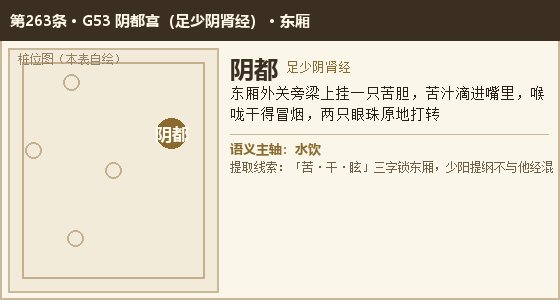 第263条·G53 阴都宫（足少阴肾经）·东厢
桩位图（本表自绘）
阴都
阴都 足少阴肾经
东厢外关旁梁上挂一只苦胆，苦汁滴进嘴里，喉
咙干得冒烟，两只眼珠原地打转
语义主轴：水饮
提取线索：「苦·干·眩」三字锁东厢，少阳提纲不与他经混